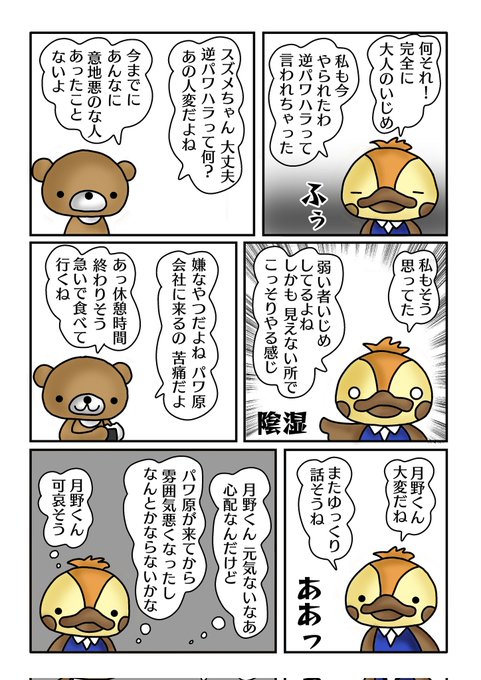 何それ！
完全に
大人のいじめ
私も今
やられたわ
逆パワハラって
言われちゃった
ふぅ
スズメちゃん 大丈夫
逆パワハラって何？
あの人変だよね
今までに
あんなに
意地悪のな人
あったこと
ないよ
私もそう
思ってた
弱い者いじめ
してるよね
しかも 見えない所で
こっそりやる感じ
陰湿
嫌なやつだよね パワ原
会社に来るの 苦痛だよ
あっ休憩時間
終わりそう
急いで食べて
行くね
月野くん
大変だね
またゆっくり
話そうね
ああっ
月野くん 元気ないなあ
心配なんだけど
パワ原が来てから
雰囲気悪くなったし
なんとかならないかな
月野くん
可哀そう